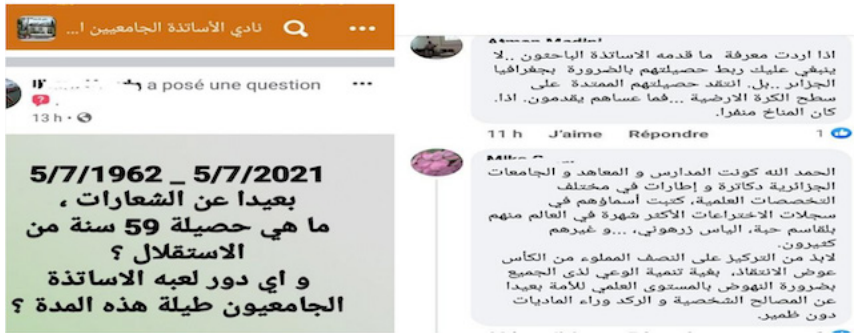 نادي الأساتذة الجامعيين ا...
a posé une question
13 h
5/7/1962 _ 5/7/2021
بعيدا عن الشعارات ،
ما هي حصيلة 59 سنة من
الاستقلال ؟
و اي دور لعبه الاساتذة
الجامعيون طيلة هذه المدة ؟
اذا اردت معرفة ما قدمه الاساتذة الباحثون ..لا
ينبغي عليك ربط حصيلتهم بالضرورة بجغرافيا
الجزائر ..بل. انتقد حصيلتهم الممتدة على
سطح الكرة الارضية ...فما عساهم يقدمون. اذا.
كان المناخ منفرا.
11 h J'aime Répondre 1
الحمد الله كونت المدارس و المعاهد و الجامعات
الجزائرية دكاترة و إطارات في مختلف
التخصصات العلمية، كتبت أسماؤهم في
سجلات الاختراعات الأكثر شهرة في العالم منهم
بلقاسم حبة، الياس زرهوني، ...و غيرهم
كثيرون.
لابد من التركيز على النصف المملوء من الكأس
عوض الانتقاد، بغية تنمية الوعي لدى الجميع
بضرورة النهوض بالمستوى العلمي للأمة بعيدا
عن المصالح الشخصية و الركد وراء الماديات
دون ظمير.